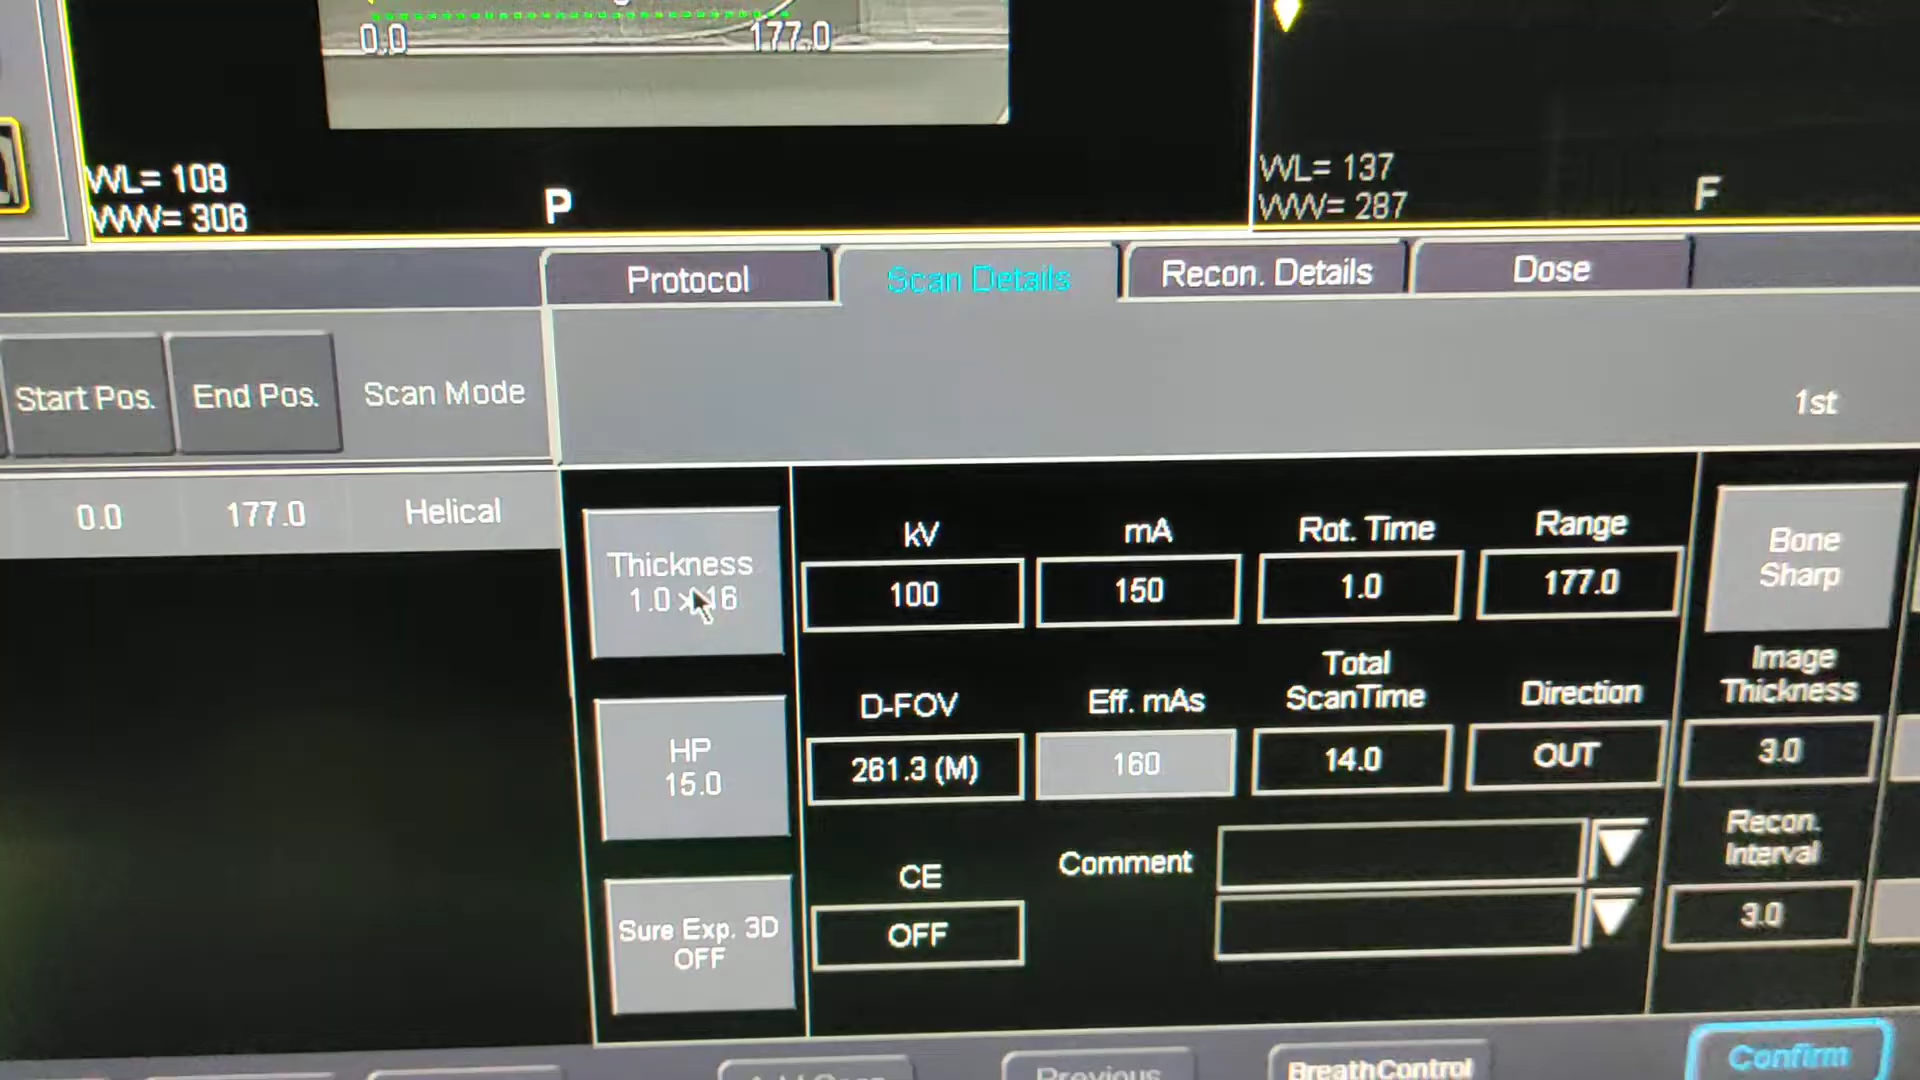 0.0
177.0
WL= 108
WW= 306
P
WL= 137
WW= 287
F
Protocol
Scan Details
Recon. Details
Dose
Start Pos.
End Pos.
Scan Mode
1st
0.0
177.0
Helical
Thickness
1.0 x 16
kV
mA
Rot. Time
Range
100
150
1.0
177.0
Bone
Sharp
HP
15.0
D-FOV
Eff. mAs
Total
ScanTime
Direction
Image
Thickness
261.3 (M)
160
14.0
OUT
3.0
Sure Exp. 3D
OFF
CE
OFF
Comment
Recon.
Interval
3.0
Previous
BreathControl
Confirm